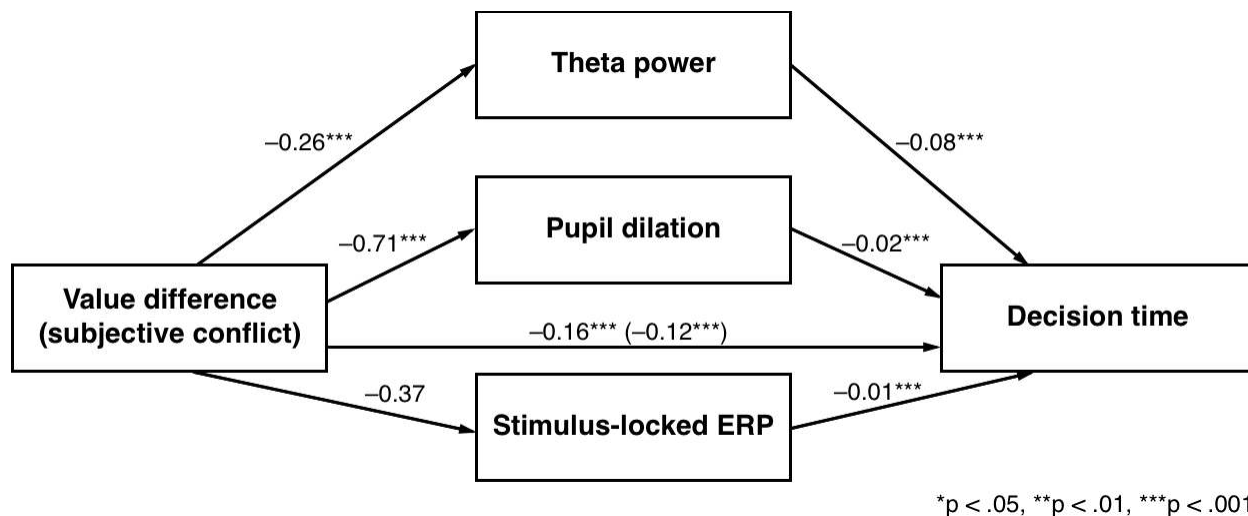 Theta power
–0.26***
–0.08***
Pupil dilation
–0.71***
–0.02***
Value difference
(subjective conflict)
Decision time
–0.16*** (–0.12***)
–0.37
–0.01***
Stimulus-locked ERP
*p < .05, **p < .01, ***p < .001